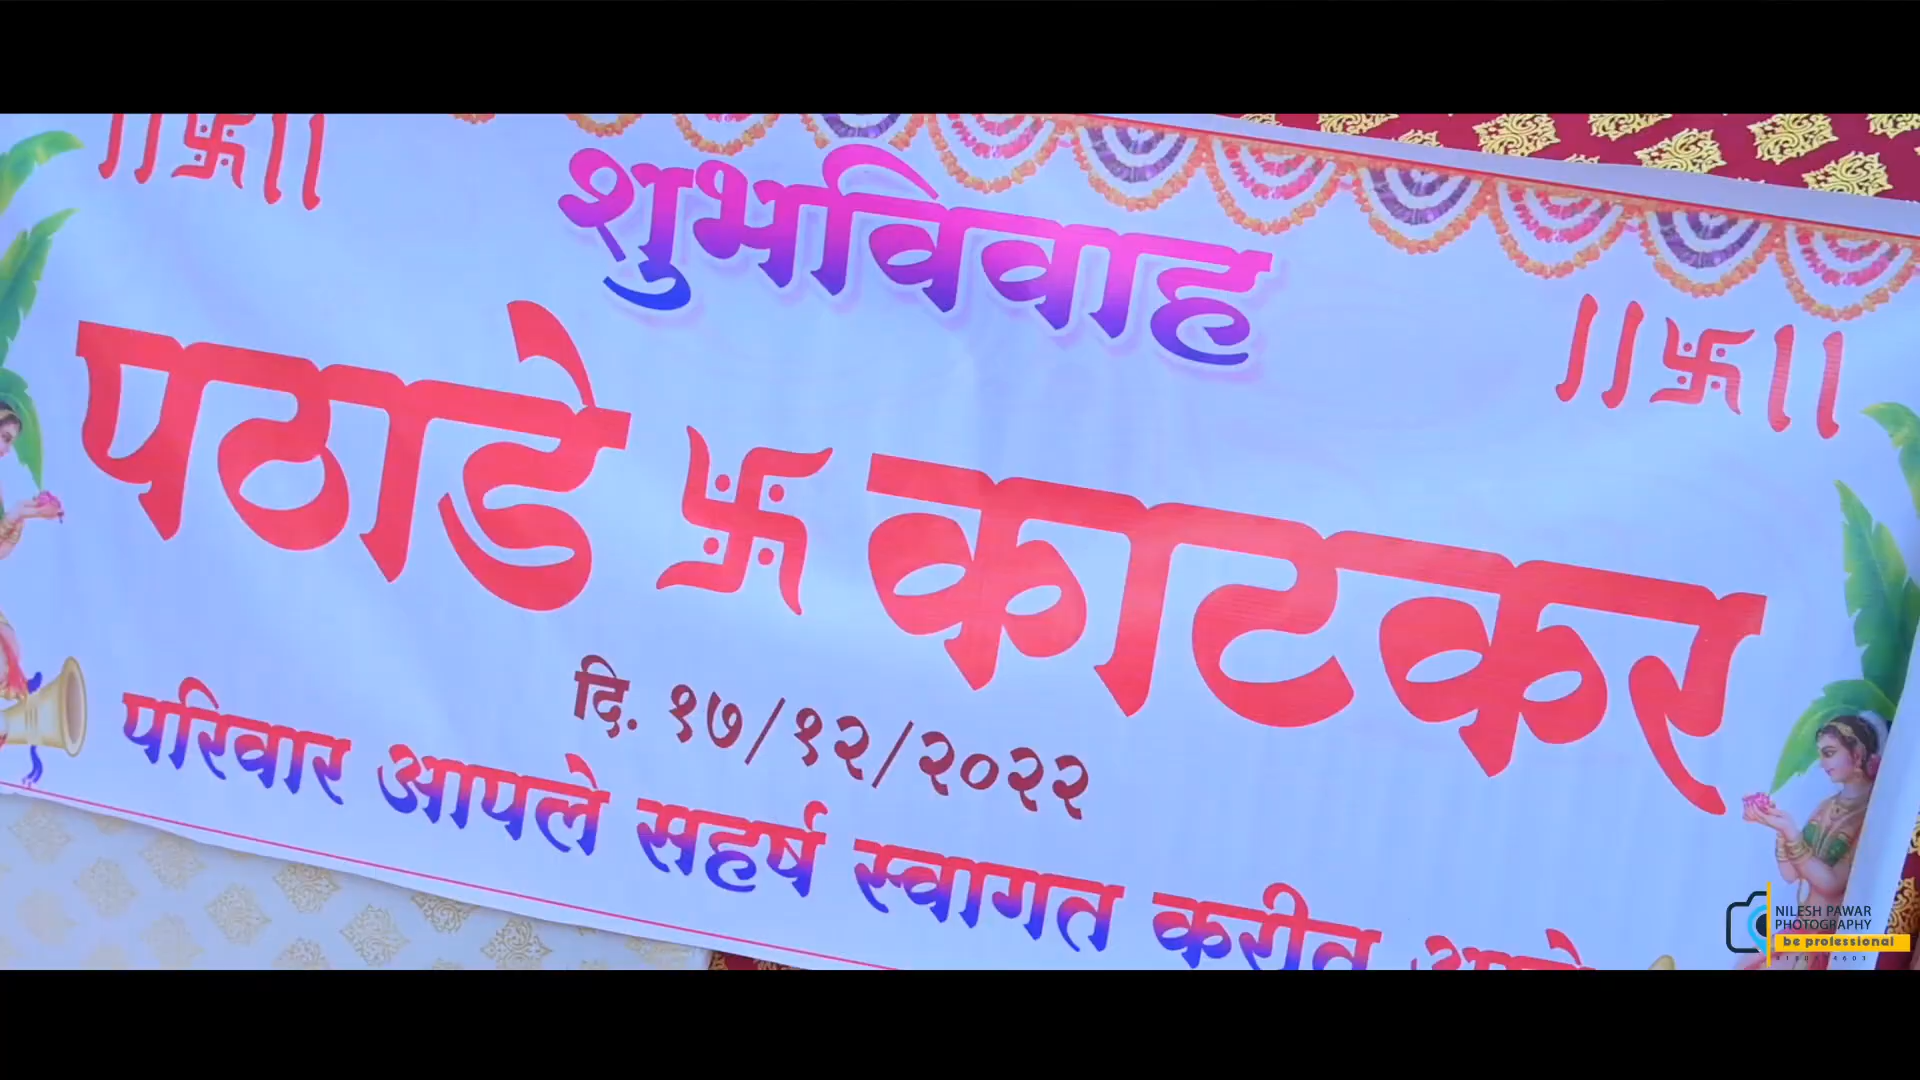 ||卐||
शुभविवाह
||卐||
पठाडे 卐 काटकर
दि. १७/१२/२०२२
परिवार आपले सहर्ष स्वागत करीत
NILESH PAWAR
PHOTOGRAPHY
be professional